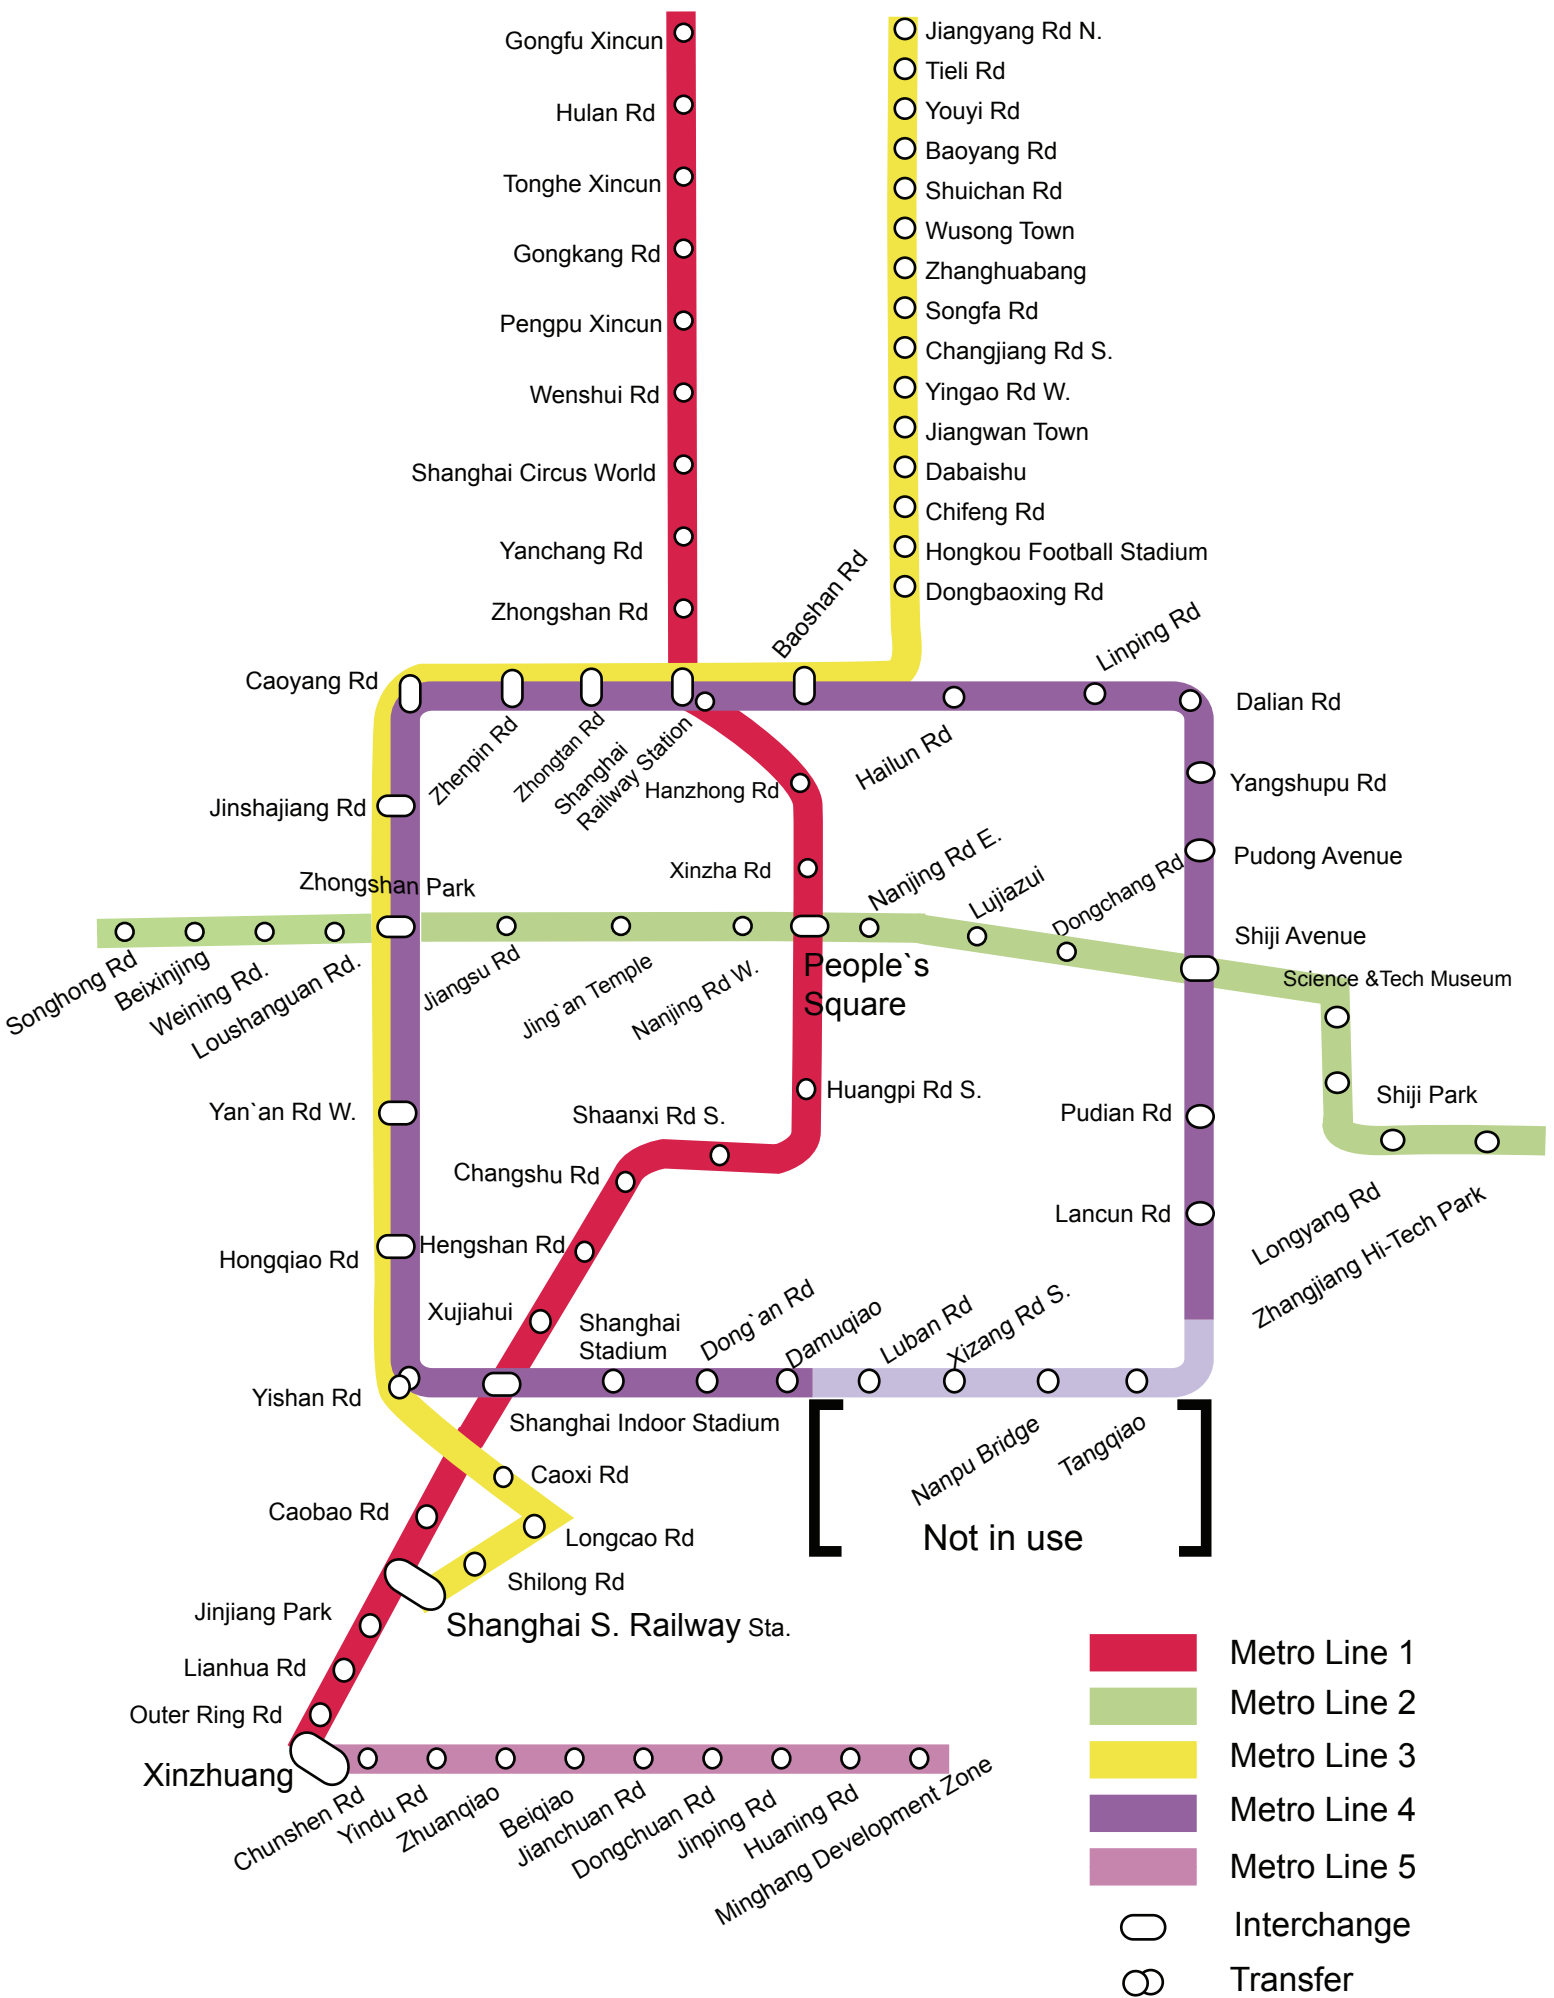 Gongfu Xincun
Hulan Rd
Tonghe Xincun
Gongkang Rd
Pengpu Xincun
Wenshui Rd
Shanghai Circus World
Yanchang Rd
Zhongshan Rd
Jiangyang Rd N.
Tieli Rd
Youyi Rd
Baoyang Rd
Shuichan Rd
Wusong Town
Zhanghuabang
Songfa Rd
Changjiang Rd S.
Yingao Rd W.
Jiangwan Town
Dabaishu
Chifeng Rd
Hongkou Football Stadium
Dongbaoxing Rd
Baoshan Rd
Linping Rd
Caoyang Rd
Dalian Rd
Zhenpin Rd
Zhongtan Rd
Shanghai
Railway Station
Hailun Rd
Hanzhong Rd
Yangshupu Rd
Jinshajiang Rd
Xinzha Rd
Pudong Avenue
Zhongshan Park
Nanjing Rd E.
Lujiazui
Dongchang Rd
Shiji Avenue
Science &Tech Museum
Songhong Rd
Beixinjing
Weining Rd.
Loushanguan Rd.
Jiangsu Rd
Jing`an Temple
Nanjing Rd W.
People`s
Square
Yan`an Rd W.
Shaanxi Rd S.
Huangpi Rd S.
Pudian Rd
Shiji Park
Changshu Rd
Lancun Rd
Longyang Rd
Zhangjiang Hi-Tech Park
Hongqiao Rd
Hengshan Rd
Xujiahui
Shanghai
Stadium
Dong`an Rd
Damuqiao
Luban Rd
Xizang Rd S.
Yishan Rd
Shanghai Indoor Stadium
Nanpu Bridge
Tangqiao
Caoxi Rd
Caobao Rd
Longcao Rd
Not in use
Shilong Rd
Jinjiang Park
Shanghai S. Railway Sta.
Lianhua Rd
Outer Ring Rd
Xinzhuang
Chunshen Rd
Yindu Rd
Zhuanqiao
Beiqiao
Jianchuan Rd
Dongchuan Rd
Jinping Rd
Huaning Rd
Minghang Development Zone
Metro Line 1
Metro Line 2
Metro Line 3
Metro Line 4
Metro Line 5
Interchange
Transfer